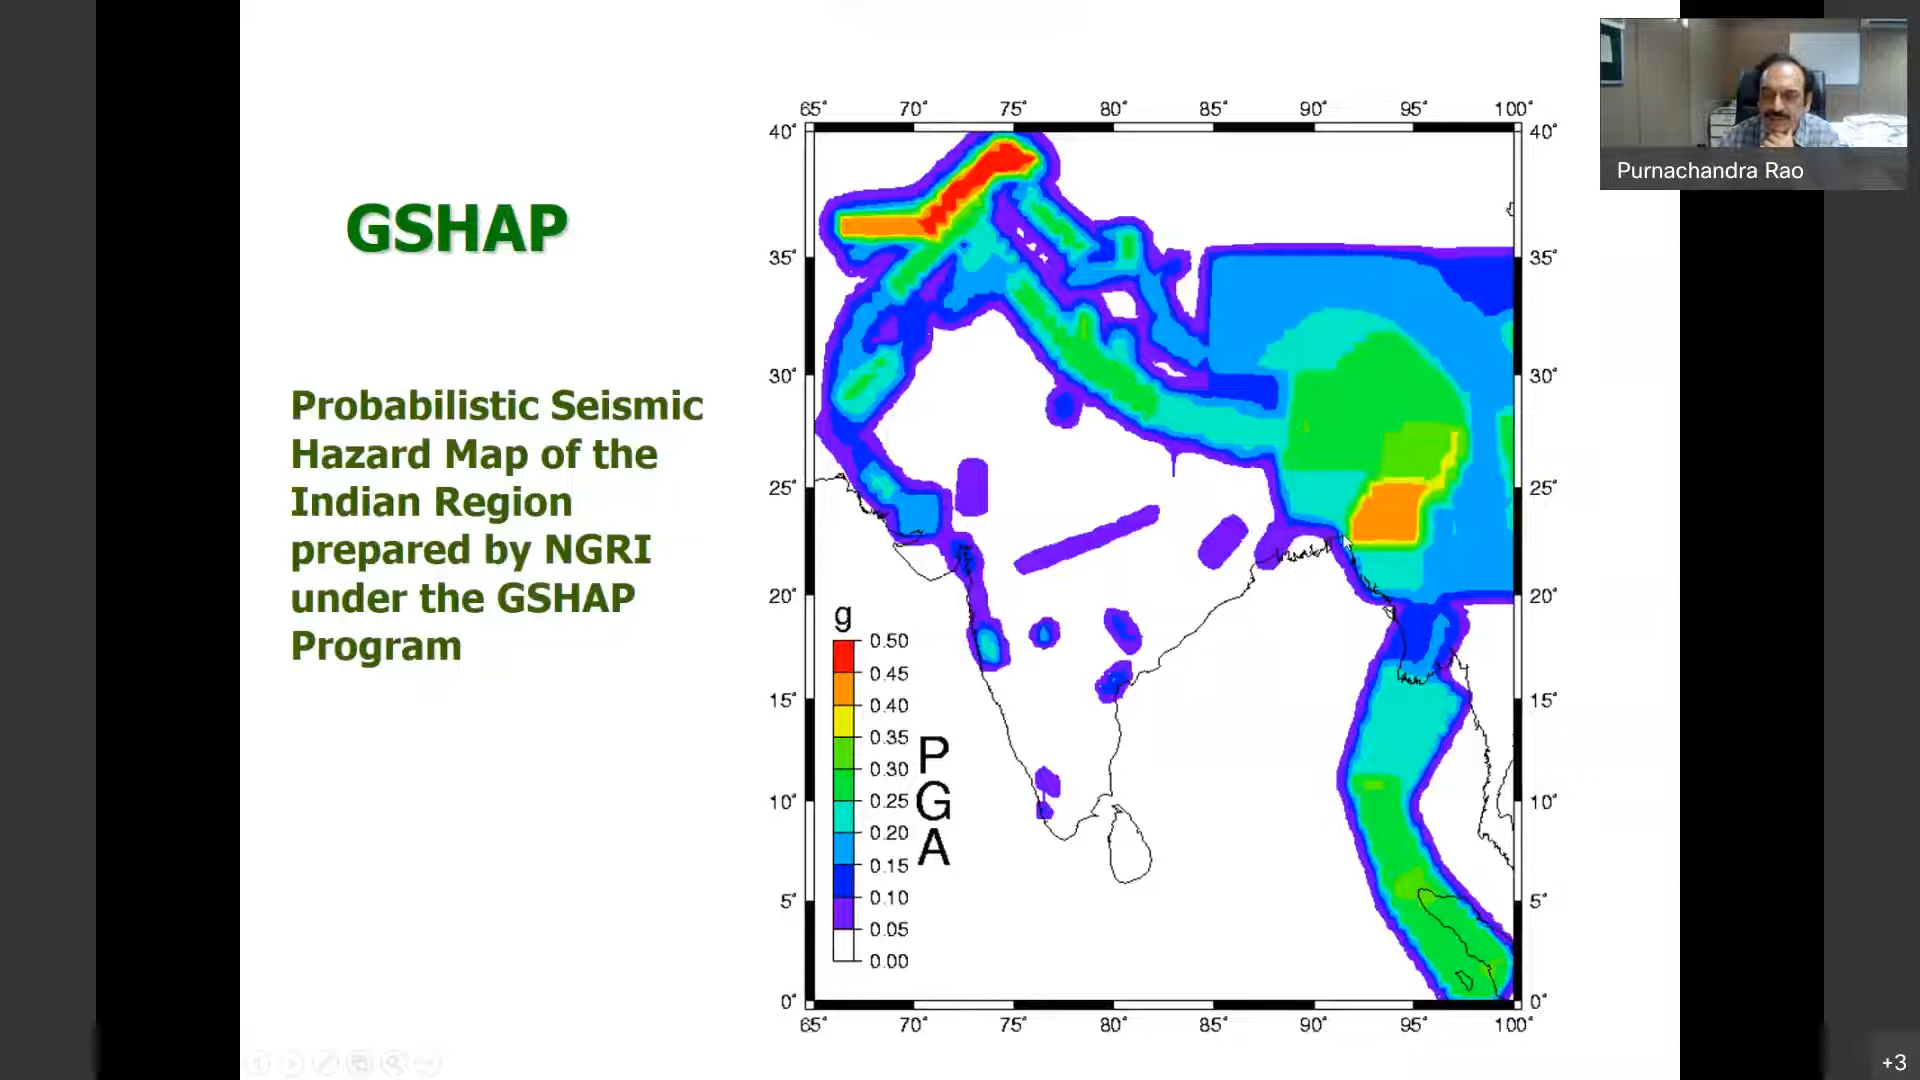 GSHAP
Probabilistic Seismic
Hazard Map of the
Indian Region
prepared by NGRI
under the GSHAP
Program
65° 70° 75° 80° 85° 90° 95° 100°
40° 40°
35° 35°
30° 30°
25° 25°
20° 20°
15° 15°
10° 10°
5° 5°
0° 0°
65° 70° 75° 80° 85° 90° 95° 100°
g
0.50
0.45
0.40
0.35
0.30
0.25
0.20
0.15
0.10
0.05
0.00
P
G
A
Purnachandra Rao
+3